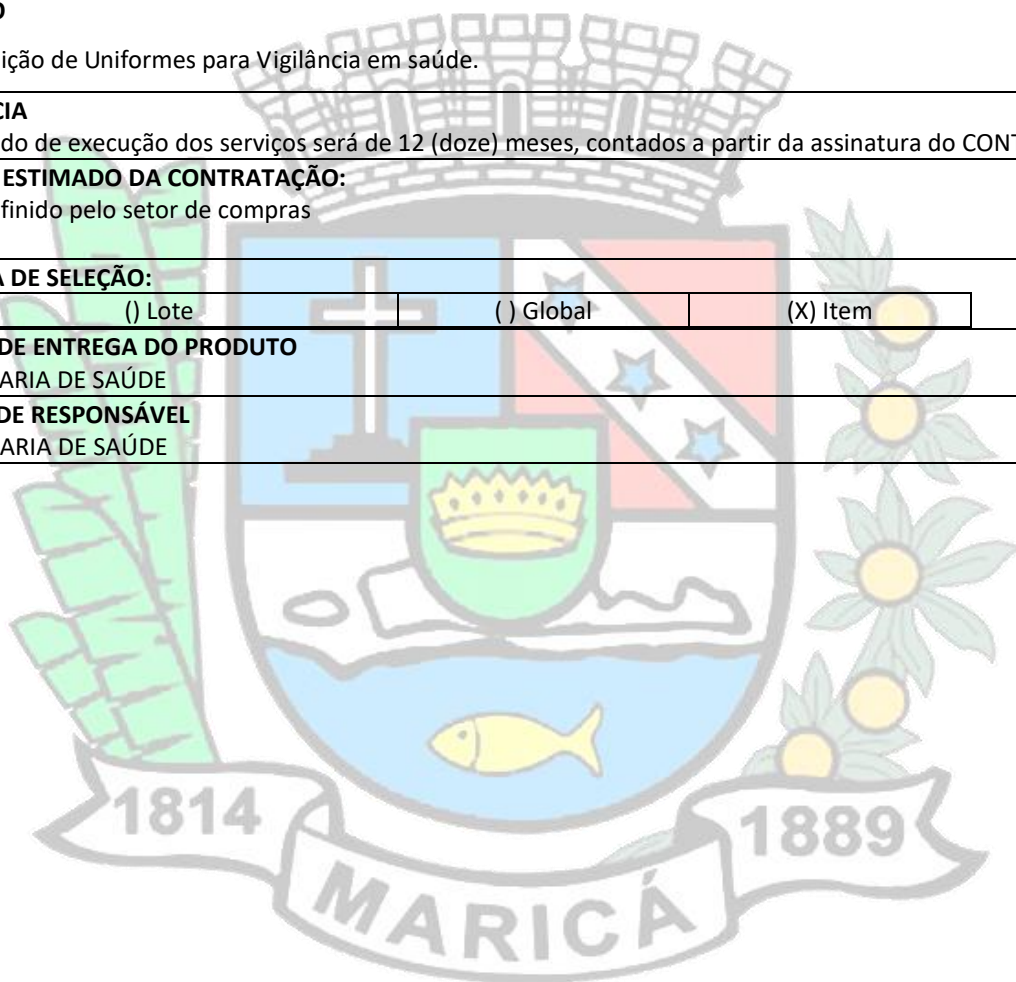 O
ição de Uniformes para Vigilância em saúde.
CIA
do de execução dos serviços será de 12 (doze) meses, contados a partir da assinatura do CONT
ESTIMADO DA CONTRATAÇÃO:
finido pelo setor de compras
A DE SELEÇÃO:
() Lote ( ) Global (X) Item
DE ENTREGA DO PRODUTO
ARIA DE SAÚDE
DE RESPONSÁVEL
ARIA DE SAÚDE
1814 1889
MARICÁ